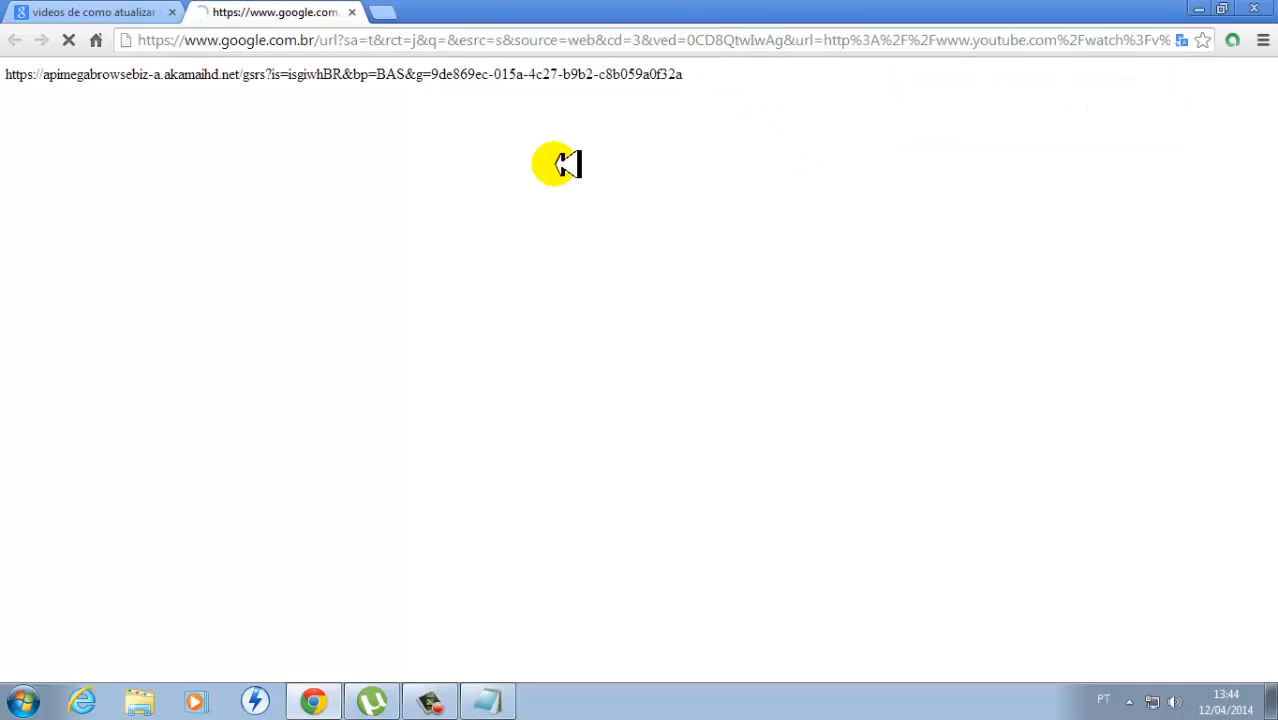 videos de como atualizar
https://www.google.com.
https://www.google.com.br/url?sa=t&rct=j&q=&esrc=s&source=web&cd=3&ved=0CD8QtwIwAg&url=http%3A%2F%2Fwww.youtube.com%2Fwatch%3Fv%
https://apimegabrowsebiz-a.akamaihd.net/gsrs?is=isgiwhBR&bp=BAS&g=9de869ec-015a-4c27-b9b2-c8b059a0f32a
PT
13:44
12/04/2014